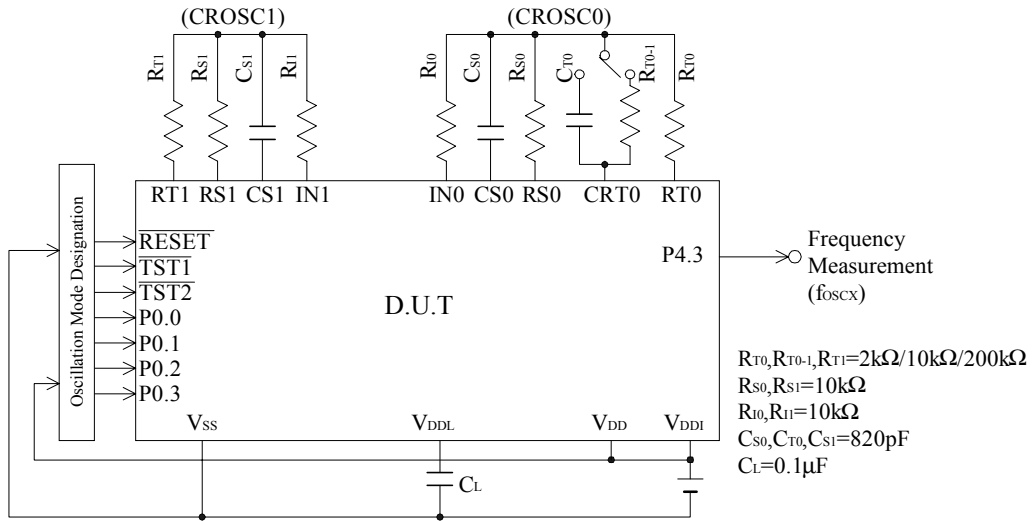 (CROSC1)
(CROSC0)
RT1
RS1
CS1
RI1
RI0
CS0
RS0
CT0
RT0-1
RT0
RT1 RS1 CS1 IN1
IN0 CS0 RS0 CRT0 RT0
Oscillation Mode Designation
RESET
TST1
TST2
P0.0
P0.1
P0.2
P0.3
D.U.T
P4.3
Frequency
Measurement
(fOSCX)
VSS
VDDL
VDD
VDDI
CL
RT0,RT0-1,RT1=2kΩ/10kΩ/200kΩ
RS0,RS1=10kΩ
RI0,RI1=10kΩ
CS0,CT0,CS1=820pF
CL=0.1μF